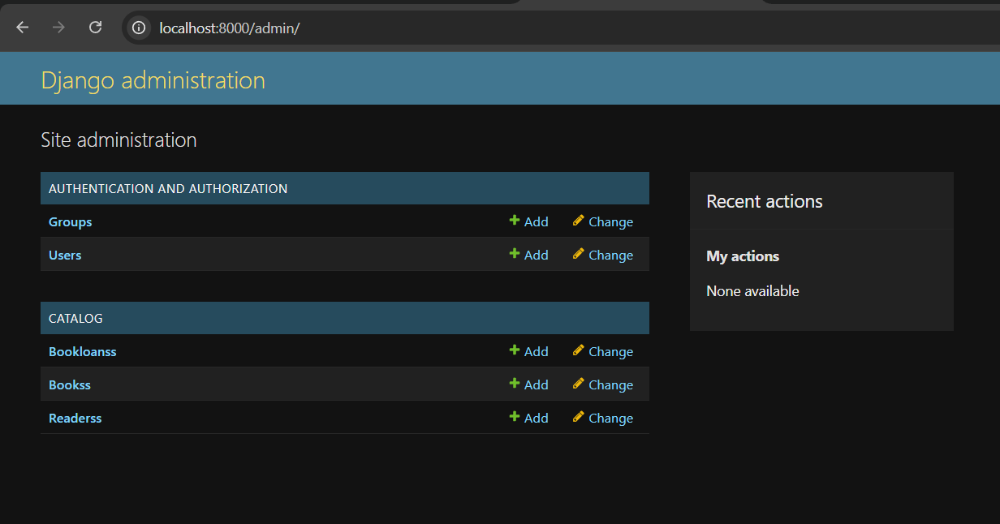 localhost:8000/admin/
Django administration
Site administration
AUTHENTICATION AND AUTHORIZATION
Groups Add Change
Users Add Change
CATALOG
Bookloanss Add Change
Bookss Add Change
Readerss Add Change
Recent actions
My actions
None available